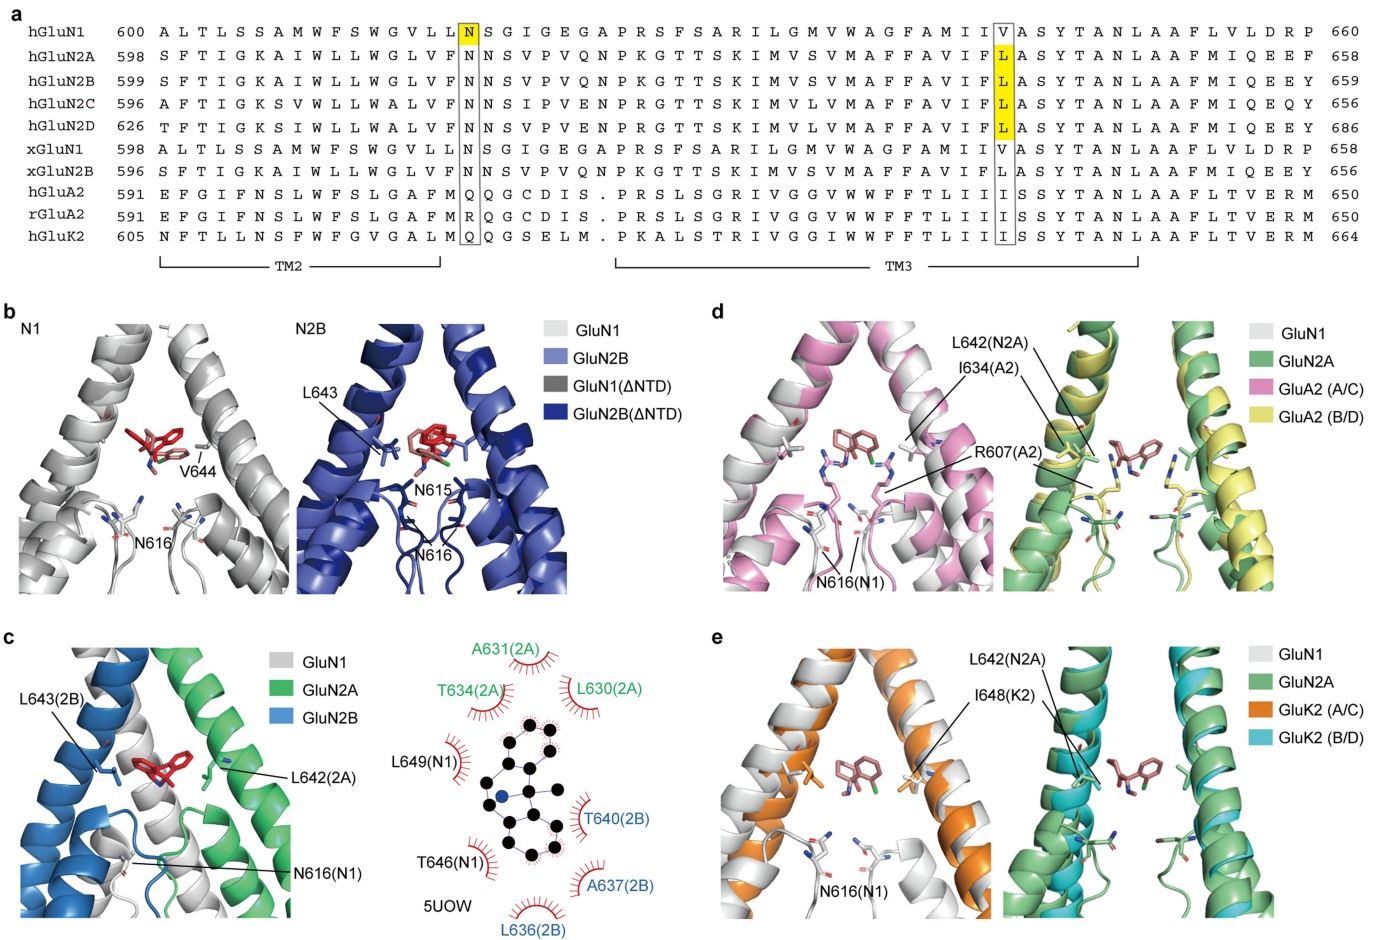 a
hGluN1 600 A L T L S S A M W F S W G V L L N S G I G E G A P R S F S A R I L G M V W A G F A M I I V A S Y T A N L A A F L V L D R P 660
hGluN2A 598 S F T I G K A I W L L W G L V F N N S V P V Q N P K G T T S K I M V S V M A F F A V I F L A S Y T A N L A A F M I Q E E F 658
hGluN2B 599 S F T I G K A I W L L W G L V F N N S V P V Q N P K G T T S K I M V S V M A F F A V I F L A S Y T A N L A A F M I Q E E Y 659
hGluN2C 596 A F T I G K S V W L L W A L V F N N S I P V E N P R G T T S K I M V L V M A F F A V I F L A S Y T A N L A A F M I Q E Q Y 656
hGluN2D 626 T F T I G K S I W L L W A L V F N N S V P V E N P R G T T S K I M V L V M A F F A V I F L A S Y T A N L A A F M I Q E E Y 686
xGluN1 598 A L T L S S A M W F S W G V L L N S G I G E G A P R S F S A R I L G M V W A G F A M I I V A S Y T A N L A A F L V L D R P 658
xGluN2B 596 S F T I G K A I W L L W G L V F N N S V P V Q N P K G T T S K I M V S V M A F F A V I F L A S Y T A N L A A F M I Q E E Y 656
hGluA2 591 E F G I F N S L W F S L G A F M Q Q G C D I S . P R S L S G R I V G G V W W F F T L I I I S S Y T A N L A A F L T V E R M 650
rGluA2 591 E F G I F N S L W F S L G A F M R Q G C D I S . P R S L S G R I V G G V W W F F T L I I I S S Y T A N L A A F L T V E R M 650
hGluK2 605 N F T L L N S F W F G V G A L M Q Q G S E L M . P K A L S T R I V G G I W W F F T L I I I S S Y T A N L A A F L T V E R M 664
TM2 TM3
b
N1
V644
N616
N2B
L643
N615
N616
GluN1
GluN2B
GluN1(ΔNTD)
GluN2B(ΔNTD)
c
L643(2B)
GluN1
GluN2A
GluN2B
L642(2A)
N616(N1)
A631(2A)
T634(2A)
L630(2A)
L649(N1)
T640(2B)
T646(N1)
A637(2B)
5UOW
L636(2B)
d
L642(N2A)
I634(A2)
R607(A2)
N616(N1)
GluN1
GluN2A
GluA2 (A/C)
GluA2 (B/D)
e
L642(N2A)
I648(K2)
N616(N1)
GluN1
GluN2A
GluK2 (A/C)
GluK2 (B/D)